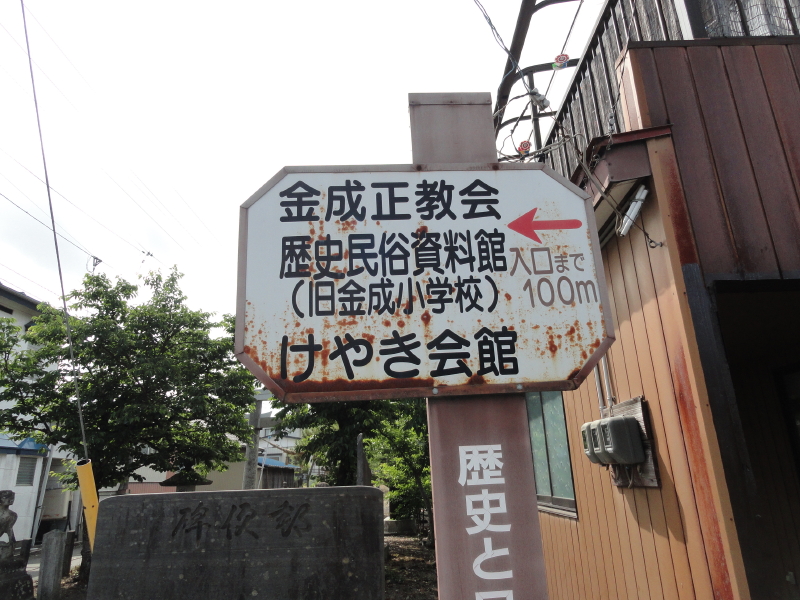 金成正教会
歴史民俗資料館
(旧金成小学校)
けやき会館
入口まで
100m
歴史と